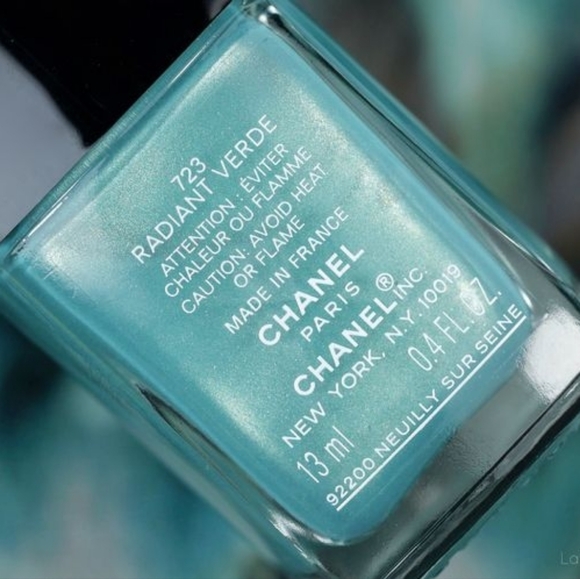 723
RADIANT VERDE
ATTENTION : ÉVITER
CHALEUR OU FLAMME
CAUTION: AVOID HEAT
OR FLAME
MADE IN FRANCE
CHANEL
PARIS
CHANEL® INC.
NEW YORK, N.Y. 10019
13 ml 0.4 FL. OZ.
92200 NEUILLY SUR SEINE